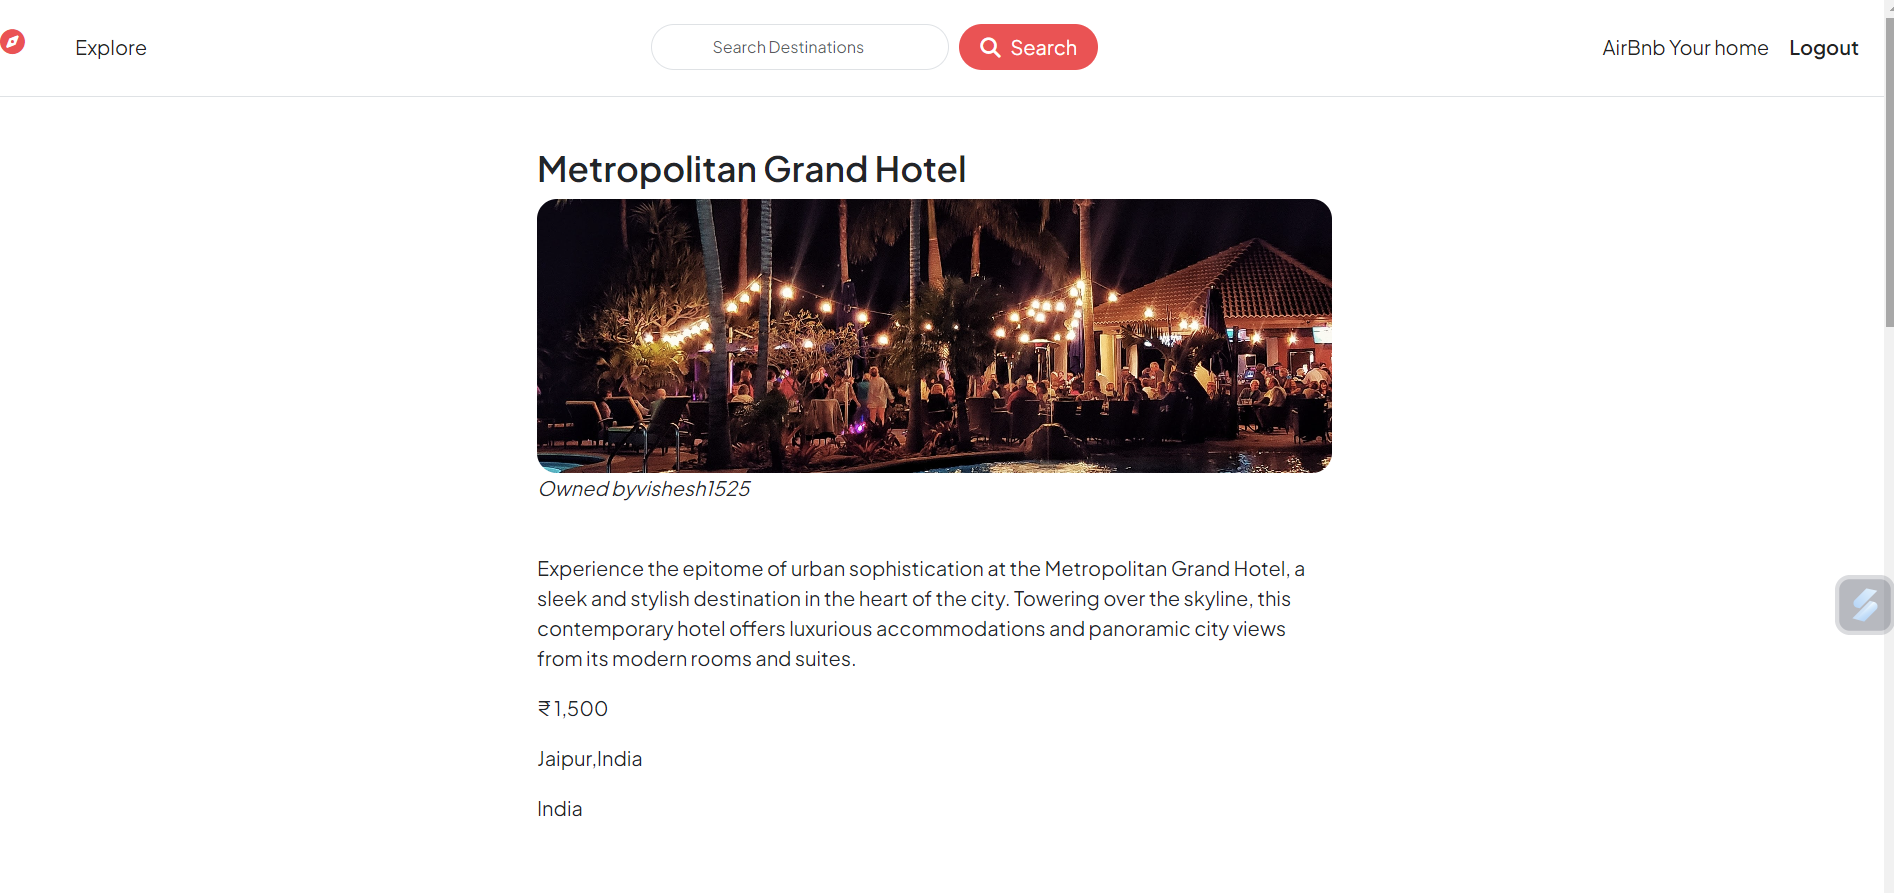 Explore
Search Destinations
Search
AirBnb Your home
Logout
Metropolitan Grand Hotel
Owned byvishesh1525
Experience the epitome of urban sophistication at the Metropolitan Grand Hotel, a
sleek and stylish destination in the heart of the city. Towering over the skyline, this
contemporary hotel offers luxurious accommodations and panoramic city views
from its modern rooms and suites.
₹ 1,500
Jaipur,India
India